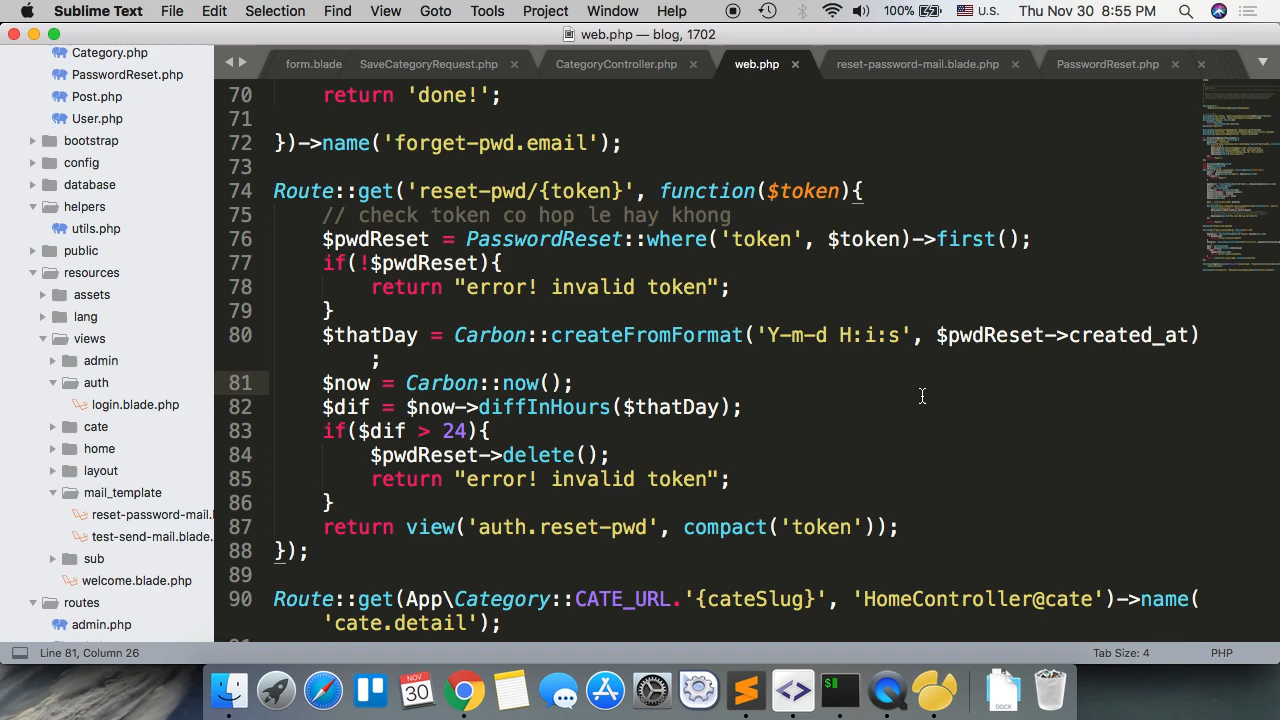 Sublime Text File Edit Selection Find View Goto Tools Project Window Help 100% U.S. Thu Nov 30 8:55 PM
web.php — blog, 1702
form.blade SaveCategoryRequest.php CategoryController.php web.php reset-password-mail.blade.php PasswordReset.php
Category.php
PasswordReset.php
Post.php
User.php
bootstrap
config
database
helpers
utils.php
public
resources
assets
lang
views
admin
auth
login.blade.php
cate
home
layout
mail_template
reset-password-mail.
test-send-mail.blade.
sub
welcome.blade.php
routes
admin.php
70 return 'done!';
71
72 })->name('forget-pwd.email');
73
74 Route::get('reset-pwd/{token}', function($token){
75 // check token co hop le hay khong
76 $pwdReset = PasswordReset::where('token', $token)->first();
77 if(!$pwdReset){
78 return "error! invalid token";
79 }
80 $thatDay = Carbon::createFromFormat('Y-m-d H:i:s', $pwdReset->created_at)
;
81 $now = Carbon::now();
82 $dif = $now->diffInHours($thatDay);
83 if($dif > 24){
84 $pwdReset->delete();
85 return "error! invalid token";
86 }
87 return view('auth.reset-pwd', compact('token'));
88 });
89
90 Route::get(App\Category::CATE_URL.'{cateSlug}', 'HomeController@cate')->name(
'cate.detail');
Line 81, Column 26 Tab Size: 4 PHP
NOV
30
$
DOCX